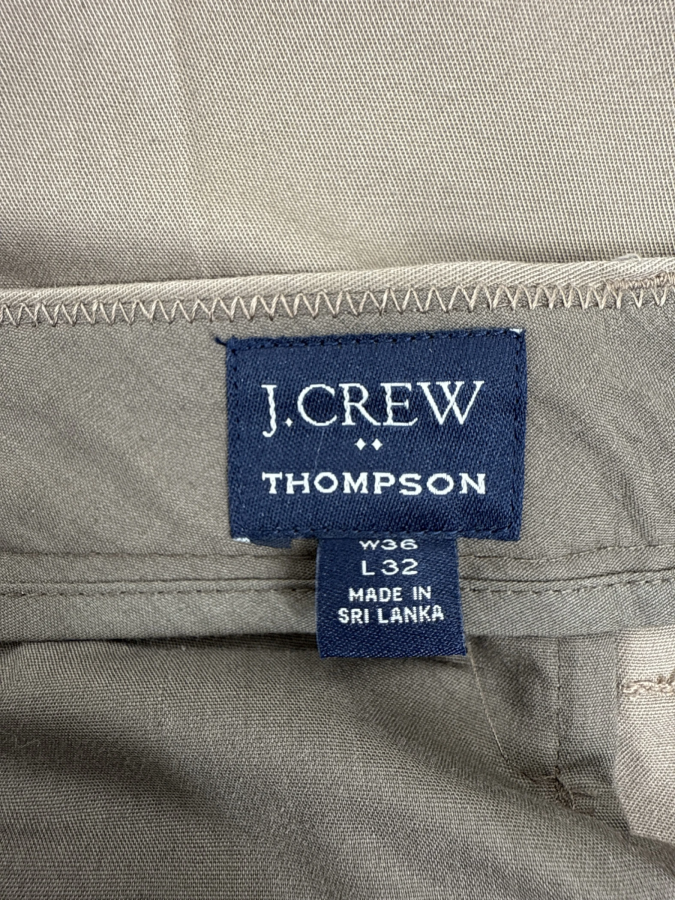 J.CREW
THOMPSON
W36
L32
MADE IN
SRI LANKA